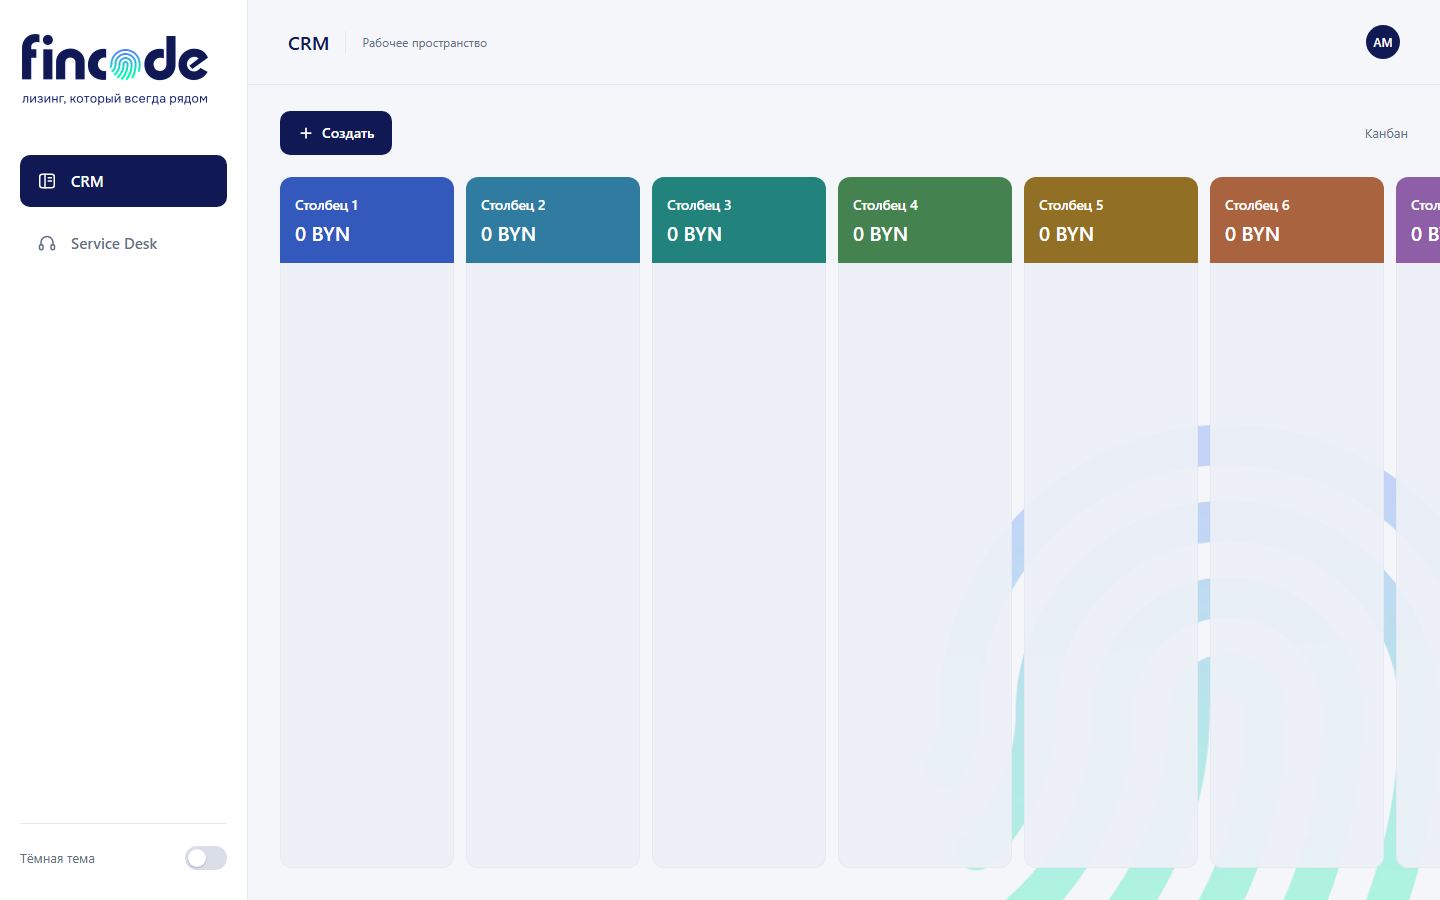 fincode
лизинг, который всегда рядом
CRM
Service Desk
Тёмная тема
CRM
Рабочее пространство
АМ
Создать
Канбан
Столбец 1
0 BYN
Столбец 2
0 BYN
Столбец 3
0 BYN
Столбец 4
0 BYN
Столбец 5
0 BYN
Столбец 6
0 BYN
Стол
0 B